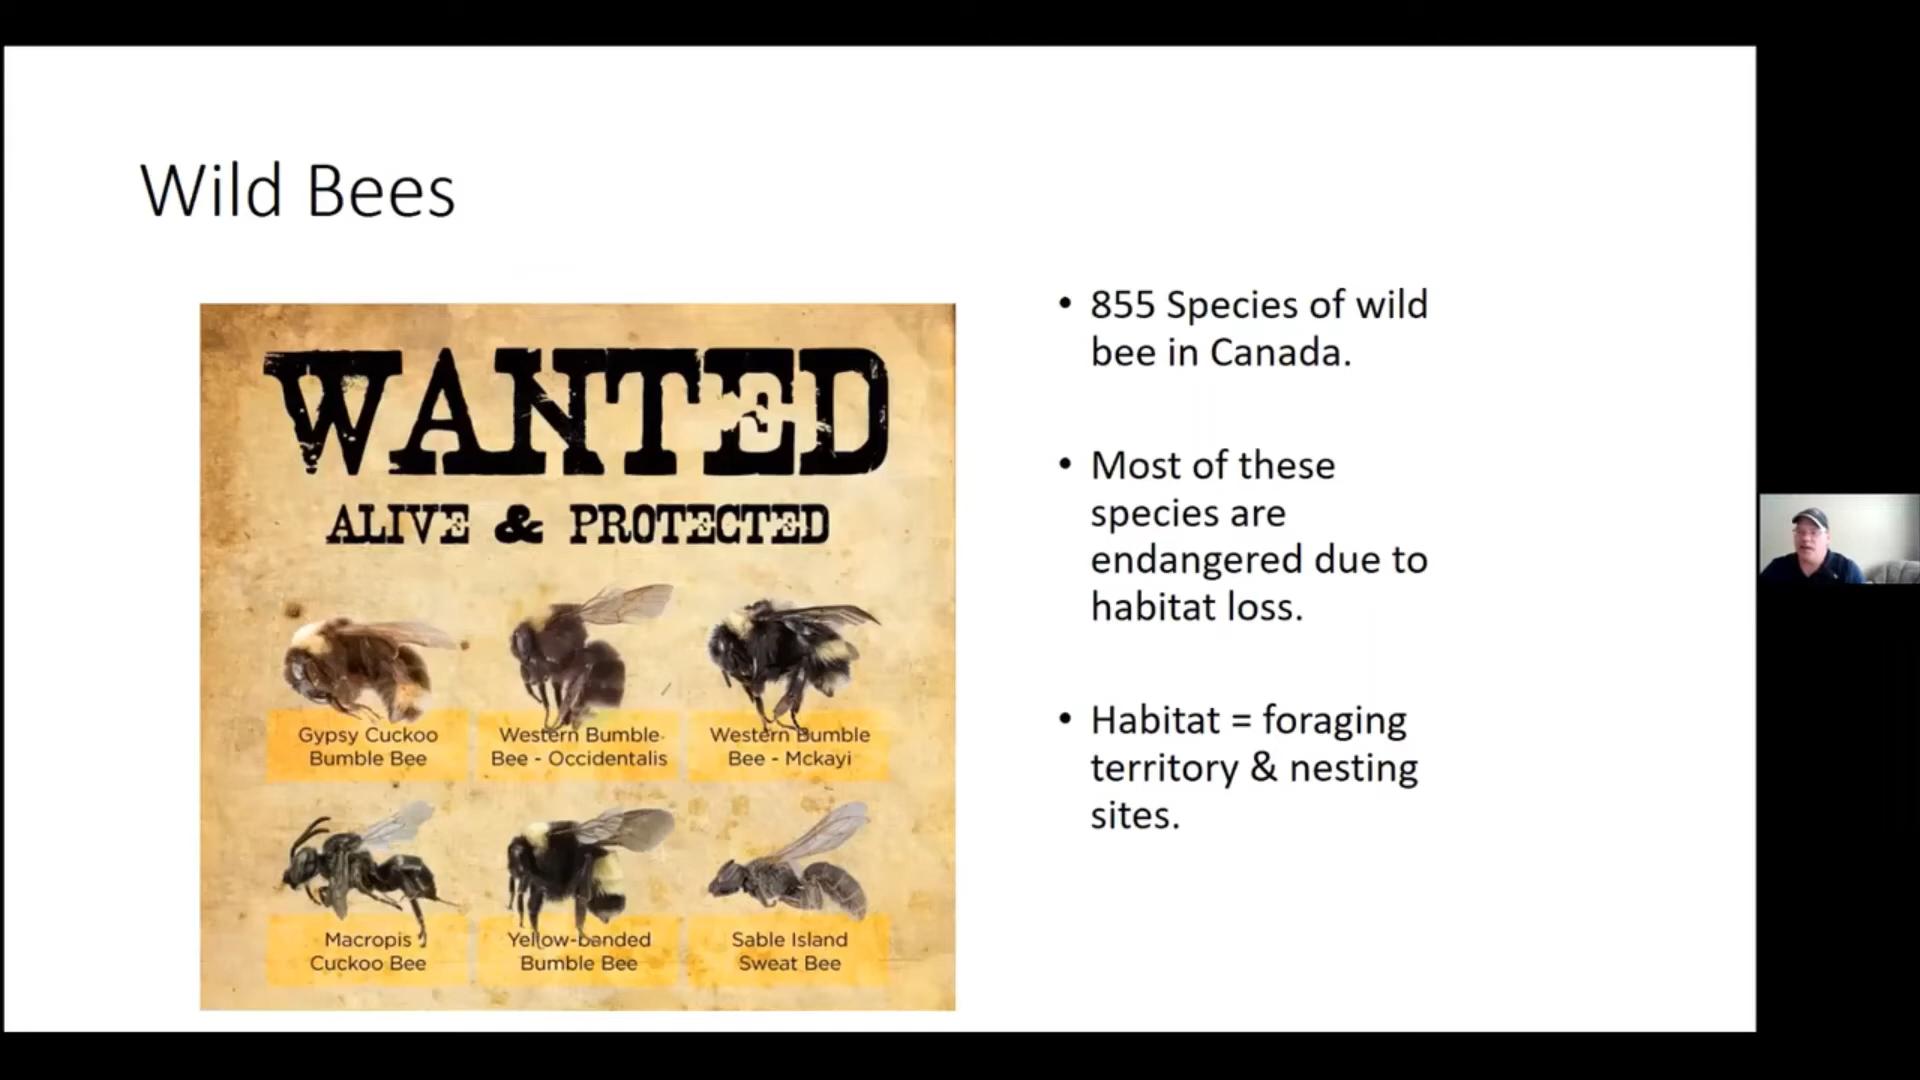 Wild Bees
WANTED
ALIVE & PROTECTED
Gypsy Cuckoo
Bumble Bee
Western Bumble
Bee - Occidentalis
Western Bumble
Bee - Mckayi
Macropis
Cuckoo Bee
Yellow-banded
Bumble Bee
Sable Island
Sweat Bee
• 855 Species of wild
bee in Canada.
• Most of these
species are
endangered due to
habitat loss.
• Habitat = foraging
territory & nesting
sites.